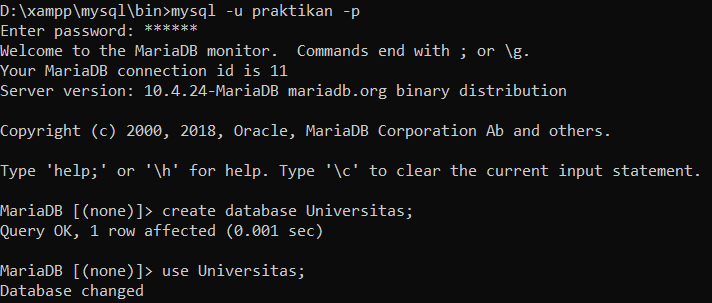 D:\xampp\mysql\bin>mysql -u praktikan -p
Enter password: ******
Welcome to the MariaDB monitor.  Commands end with ; or \g.
Your MariaDB connection id is 11
Server version: 10.4.24-MariaDB mariadb.org binary distribution
Copyright (c) 2000, 2018, Oracle, MariaDB Corporation Ab and others.
Type 'help;' or '\h' for help. Type '\c' to clear the current input statement.
MariaDB [(none)]> create database Universitas;
Query OK, 1 row affected (0.001 sec)
MariaDB [(none)]> use Universitas;
Database changed